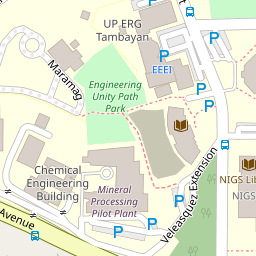 UP ERG
Tambayan
EEEI
Maramag
Engineering
Unity Path
Park
Chemical
Engineering
Building
Mineral
Processing
Pilot Plant
Veleasquez Extension
NIGS Lib
NIGS
Avenue
P
P
P
P
P
P
P
P